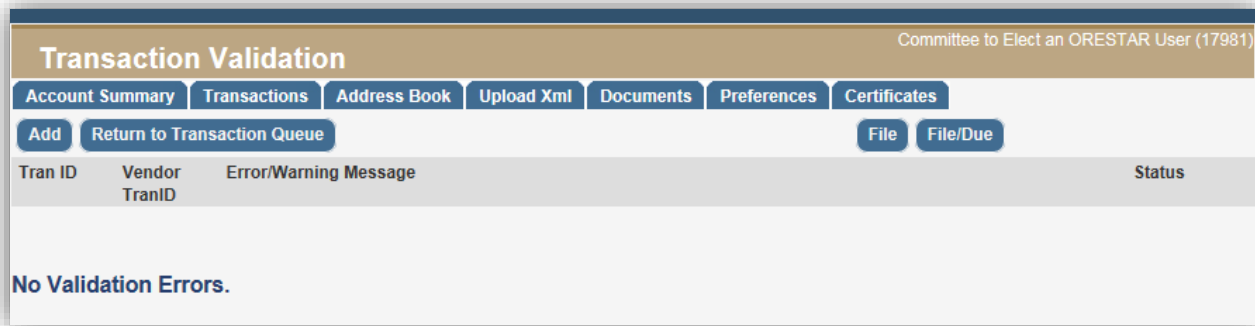 Committee to Elect an ORESTAR User (17981)
Transaction Validation
Account Summary Transactions Address Book Upload Xml Documents Preferences Certificates
Add Return to Transaction Queue File File/Due
Tran ID Vendor Error/Warning Message Status
TranID
No Validation Errors.